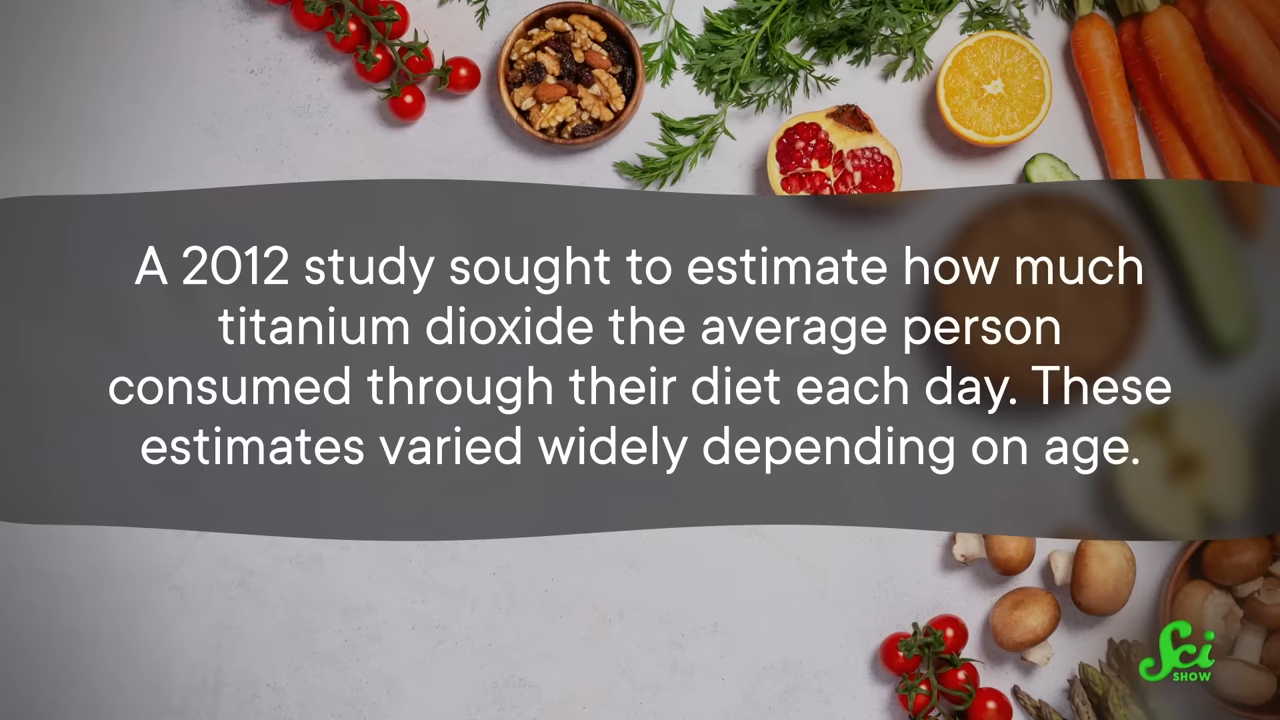 A 2012 study sought to estimate how much
titanium dioxide the average person
consumed through their diet each day. These
estimates varied widely depending on age.
Sci
SHOW